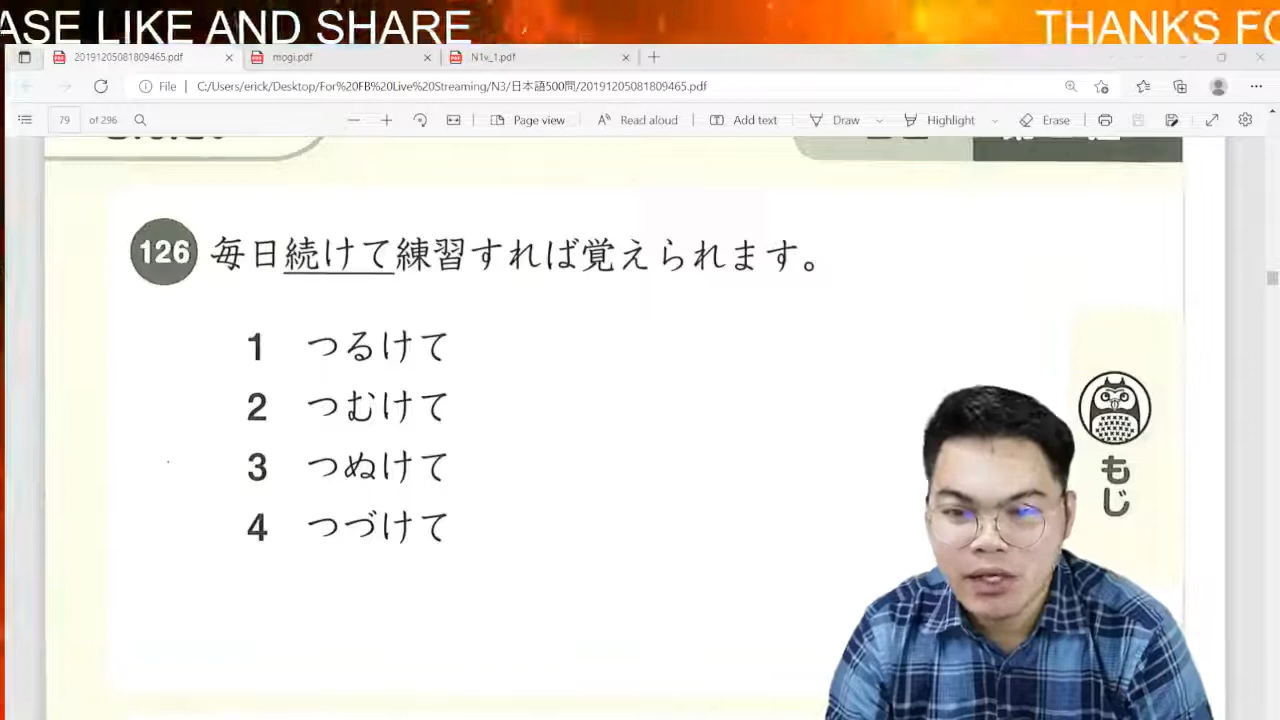 ASE LIKE AND SHARE
THANKS FO
20191205081809465.pdf
mogi.pdf
N1v_1.pdf
File
C:/Users/erick/Desktop/For%20FB%20Live%20Streaming/N3/日本語500問/20191205081809465.pdf
79 of 296
Page view
Read aloud
Add text
Draw
Highlight
Erase
126 毎日続けて練習すれば覚えられます。
1 つるけて
2 つむけて
3 つぬけて
4 つづけて
もじ